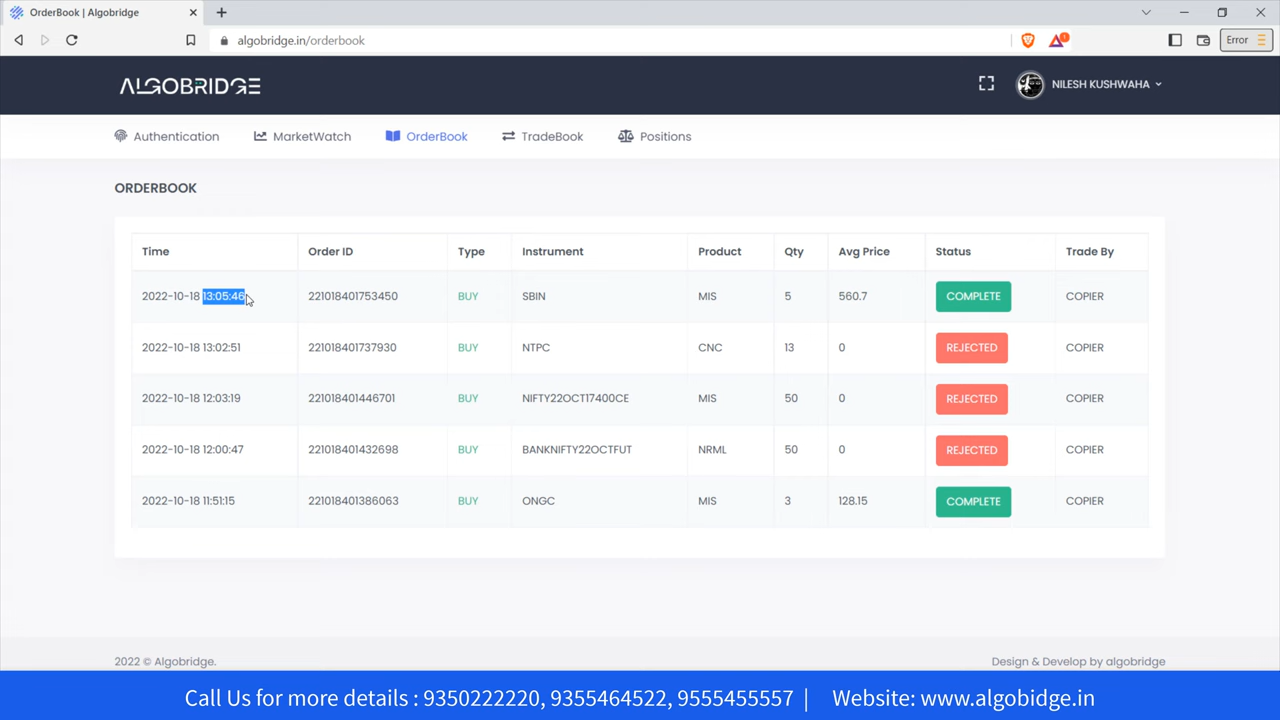 OrderBook | Algobridge
algobridge.in/orderbook
1
Error
ALGOBRIDGE
NILESH KUSHWAHA
Authentication MarketWatch OrderBook TradeBook Positions
ORDERBOOK
Time Order ID Type Instrument Product Qty Avg Price Status Trade By
2022-10-18 13:05:46 221018401753450 BUY SBIN MIS 5 560.7 COMPLETE COPIER
2022-10-18 13:02:51 221018401737930 BUY NTPC CNC 13 0 REJECTED COPIER
2022-10-18 12:03:19 221018401446701 BUY NIFTY22OCT17400CE MIS 50 0 REJECTED COPIER
2022-10-18 12:00:47 221018401432698 BUY BANKNIFTY22OCTFUT NRML 50 0 REJECTED COPIER
2022-10-18 11:51:15 221018401386063 BUY ONGC MIS 3 128.15 COMPLETE COPIER
2022 © Algobridge. Design & Develop by algobridge
Call Us for more details : 9350222220, 9355464522, 9555455557 | Website: www.algobidge.in